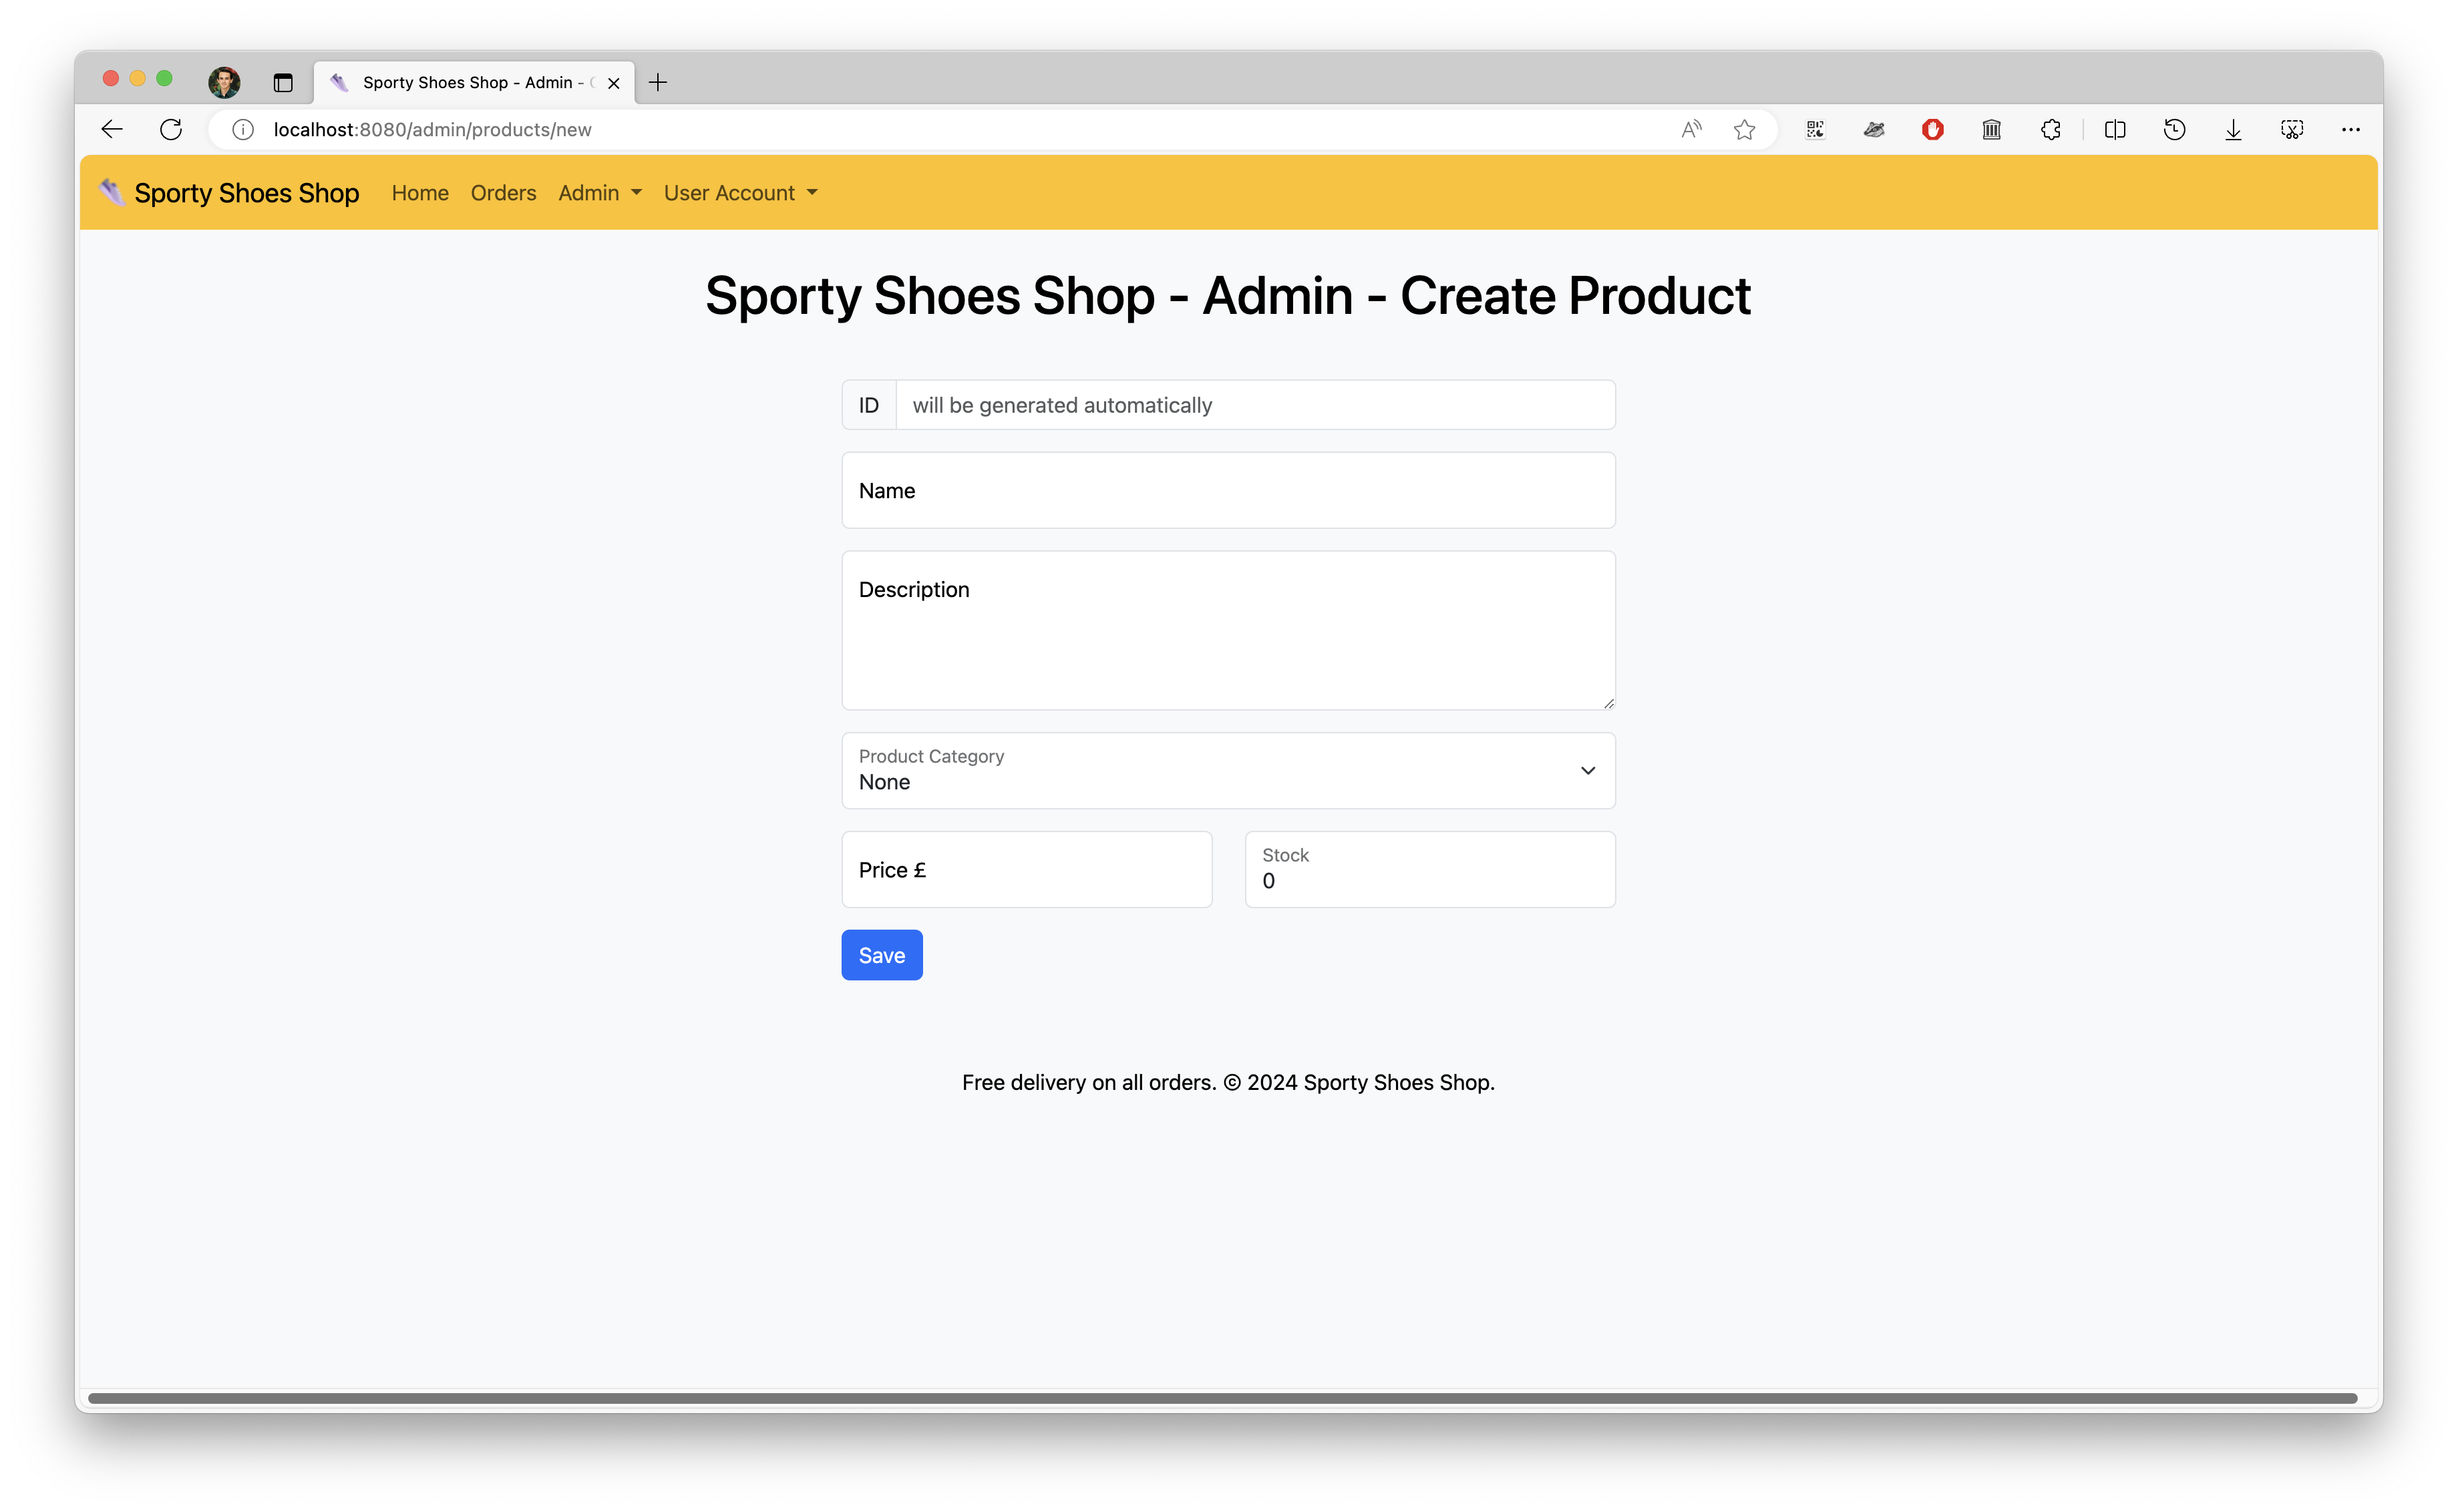 Sporty Shoes Shop - Admin -
localhost:8080/admin/products/new
Sporty Shoes Shop Home Orders Admin User Account
Sporty Shoes Shop - Admin - Create Product
ID will be generated automatically
Name
Description
Product Category
None
Price £
Stock
0
Save
Free delivery on all orders. © 2024 Sporty Shoes Shop.